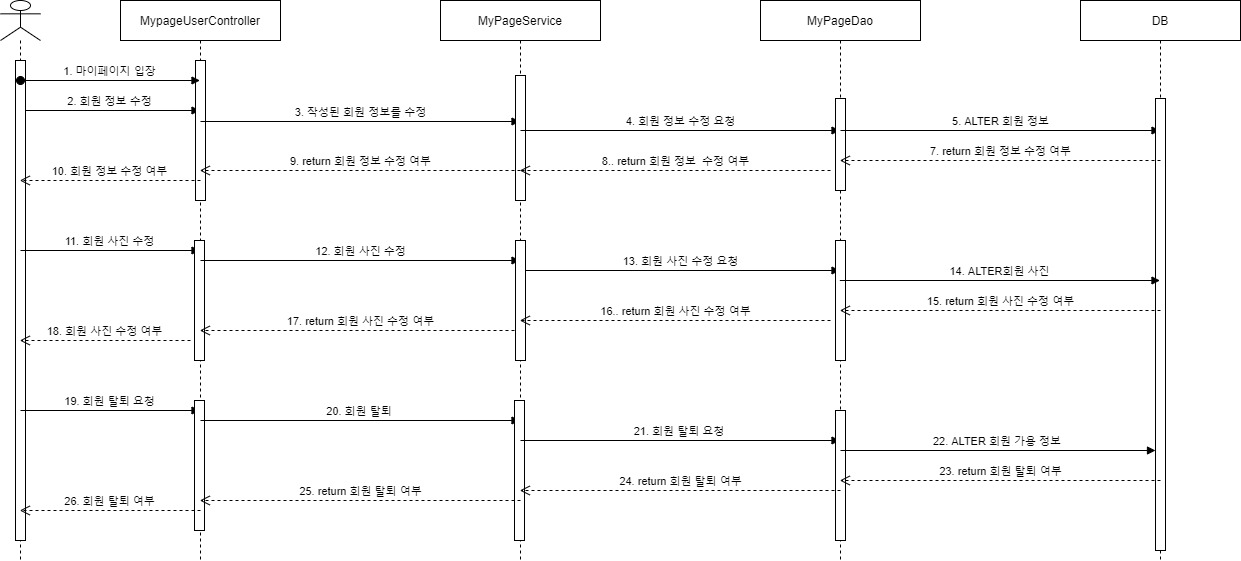 MypageUserController
MyPageService
MyPageDao
DB
1. 마이페이지 입장
2. 회원 정보 수정
3. 작성된 회원 정보를 수정
4. 회원 정보 수정 요청
5. ALTER 회원 정보
7. return 회원 정보 수정 여부
8.. return 회원 정보  수정 여부
9. return 회원 정보 수정 여부
10. 회원 정보 수정 여부
11. 회원 사진 수정
12. 회원 사진 수정
13. 회원 사진 수정 요청
14. ALTER회원 사진
15. return 회원 사진 수정 여부
16.. return 회원 사진 수정 여부
17. return 회원 사진 수정 여부
18. 회원 사진 수정 여부
19. 회원 탈퇴 요청
20. 회원 탈퇴
21. 회원 탈퇴 요청
22. ALTER 회원 가용 정보
23. return 회원 탈퇴 여부
24. return 회원 탈퇴 여부
25. return 회원 탈퇴 여부
26. 회원 탈퇴 여부